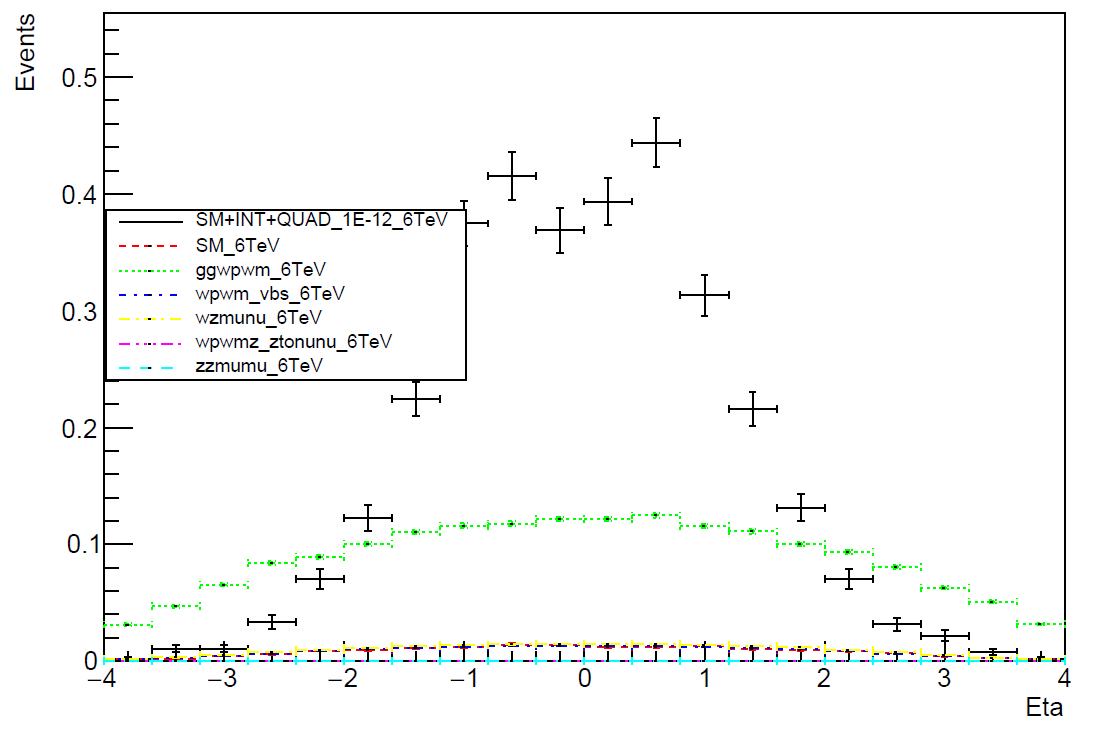 Events
0.5
0.4
0.3
0.2
0.1
0
SM+INT+QUAD_1E-12_6TeV
SM_6TeV
ggwpwm_6TeV
wpwm_vbs_6TeV
wzmunu_6TeV
wpwmz_ztonunu_6TeV
zzmumu_6TeV
−4 −3 −2 −1 0 1 2 3 4
Eta